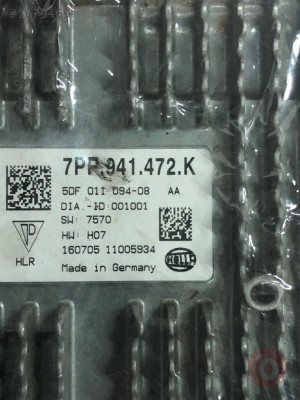 7PP.941.472.K
5DF 011 094-08 AA
DIA.-ID:001001
SW: 7570
HW: H07
HLR
160705 11005934
Made in Germany
HELLA